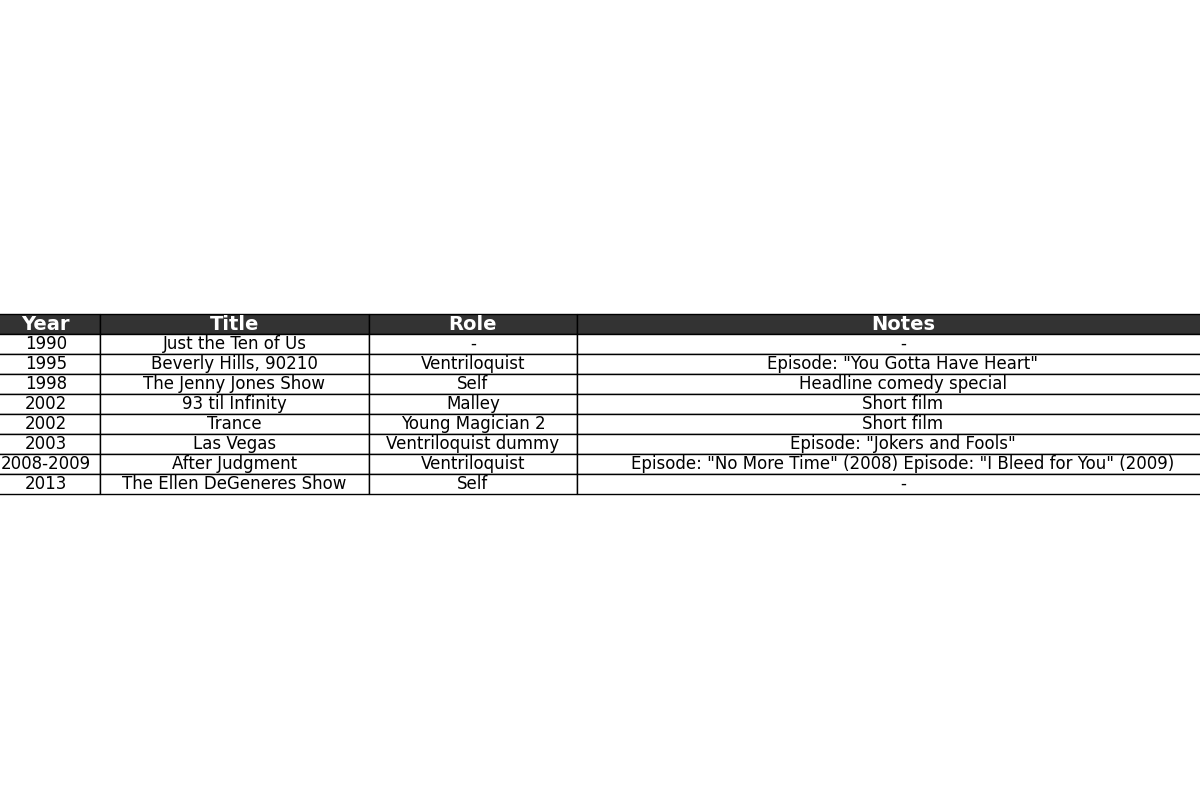 Year Title Role Notes
1990 Just the Ten of Us - -
1995 Beverly Hills, 90210 Ventriloquist Episode: "You Gotta Have Heart"
1998 The Jenny Jones Show Self Headline comedy special
2002 93 til Infinity Malley Short film
2002 Trance Young Magician 2 Short film
2003 Las Vegas Ventriloquist dummy Episode: "Jokers and Fools"
2008-2009 After Judgment Ventriloquist Episode: "No More Time" (2008) Episode: "I Bleed for You" (2009)
2013 The Ellen DeGeneres Show Self -